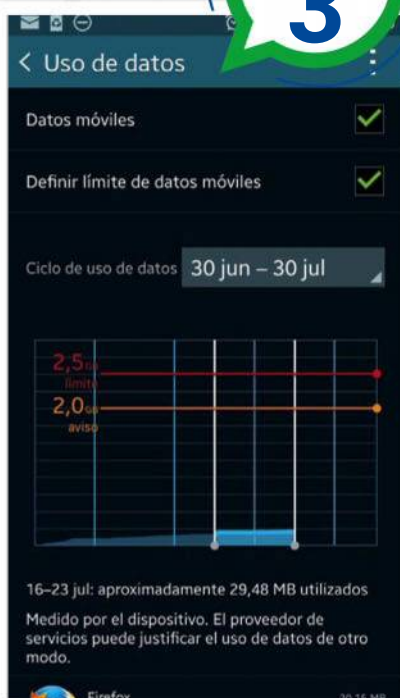 3
Uso de datos
Datos móviles
Definir límite de datos móviles
Ciclo de uso de datos 30 jun – 30 jul
2,5 GB
límite
2,0 GB
aviso
16–23 jul: aproximadamente 29,48 MB utilizados
Medido por el dispositivo. El proveedor de
servicios puede justificar el uso de datos de otro
modo.
Firefox